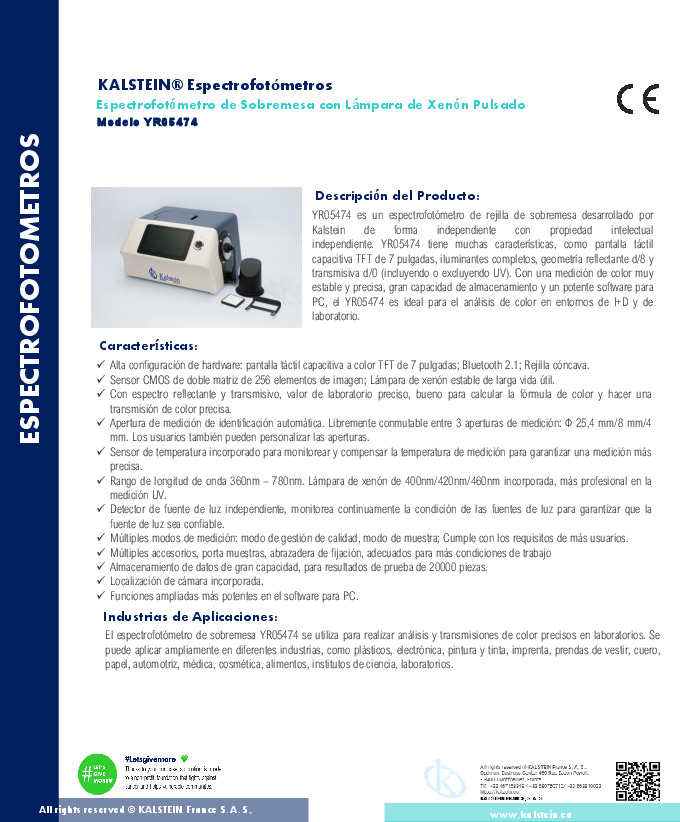 ESPECTROFOTOMETROS
KALSTEIN® Espectrofotómetros
Espectrofotómetro de Sobremesa con Lámpara de Xenón Pulsado
Modelo YR05474
CE
Kalstein
Descripción del Producto:
YR05474 es un espectrofotómetro de rejilla de sobremesa desarrollado por
Kalstein de forma independiente con propiedad intelectual
independiente. YR05474 tiene muchas características, como pantalla táctil
capacitiva TFT de 7 pulgadas, iluminantes completos, geometría reflectante d/8 y
transmisiva d/0 (incluyendo o excluyendo UV). Con una medición de color muy
estable y precisa, gran capacidad de almacenamiento y un potente software para
PC, el YR05474 es ideal para el análisis de color en entornos de I+D y de
laboratorio.
Características:
✓ Alta configuración de hardware: pantalla táctil capacitiva a color TFT de 7 pulgadas; Bluetooth 2.1; Rejilla cóncava.
✓ Sensor CMOS de doble matriz de 256 elementos de imagen; Lámpara de xenón estable de larga vida útil.
✓ Con espectro reflectante y transmisivo, valor de laboratorio preciso, bueno para calcular la fórmula de color y hacer una
transmisión de color precisa.
✓ Apertura de medición de identificación automática. Libremente conmutable entre 3 aperturas de medición: Φ 25,4 mm/8 mm/4
mm. Los usuarios también pueden personalizar las aperturas.
✓ Sensor de temperatura incorporado para monitorear y compensar la temperatura de medición para garantizar una medición más
precisa.
✓ Rango de longitud de onda 360nm – 780nm. Lámpara de xenón de 400nm/420nm/460nm incorporada, más profesional en la
medición UV.
✓ Detector de fuente de luz independiente, monitorea continuamente la condición de las fuentes de luz para garantizar que la
fuente de luz sea confiable.
✓ Múltiples modos de medición: modo de gestión de calidad, modo de muestra; Cumple con los requisitos de más usuarios.
✓ Múltiples accesorios, porta muestras, abrazadera de fijación, adecuados para más condiciones de trabajo
✓ Almacenamiento de datos de gran capacidad, para resultados de prueba de 20000 piezas.
✓ Localización de cámara incorporada.
✓ Funciones ampliadas más potentes en el software para PC.
Industrias de Aplicaciones:
El espectrofotómetro de sobremesa YR05474 se utiliza para realizar análisis y transmisiones de color precisos en laboratorios. Se
puede aplicar ampliamente en diferentes industrias, como plásticos, electrónica, pintura y tinta, imprenta, prendas de vestir, cuero,
papel, automotriz, médica, cosmética, alimentos, institutos de ciencia, laboratorios.
# LET'S
GIVE
MORE
#Letsgivemore
All rights reserved ® KALSTEIN France S. A. S.,
KALSTEIN FRANCE, S. A. S
All rights reserved © KALSTEIN France S. A. S.,
www.kalstein.eu